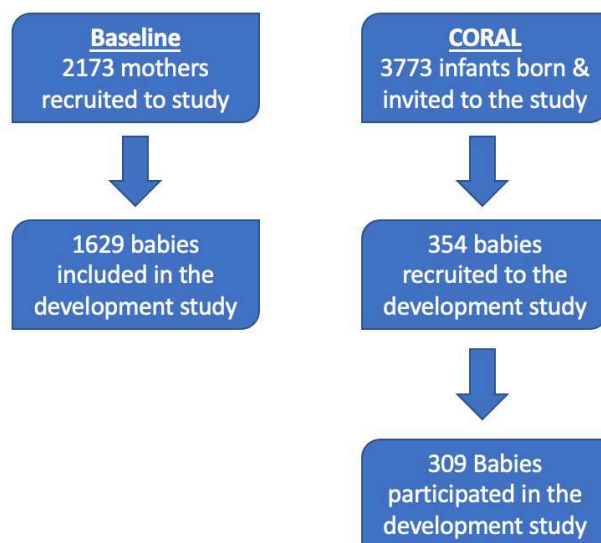 Baseline
2173 mothers
recruited to study
1629 babies
included in the
development study
CORAL
3773 infants born &
invited to the study
354 babies
recruited to the
development study
309 Babies
participated in the
development study